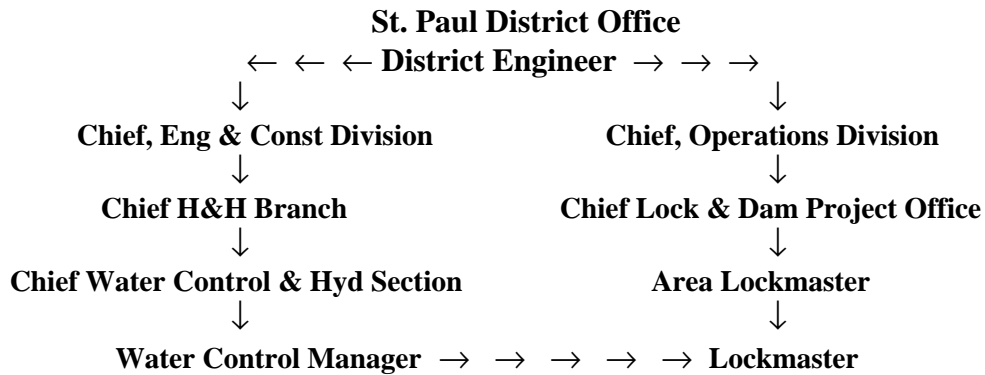 St. Paul District Office
← ← ← District Engineer → → →
↓ ↓
Chief, Eng & Const Division Chief, Operations Division
↓ ↓
Chief H&H Branch Chief Lock & Dam Project Office
↓ ↓
Chief Water Control & Hyd Section Area Lockmaster
↓ ↓
Water Control Manager → → → → → Lockmaster